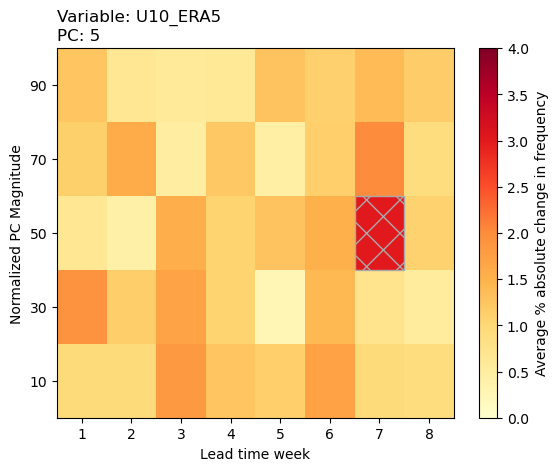 Variable: U10_ERA5
PC: 5
Normalized PC Magnitude
90
70
50
30
10
1 2 3 4 5 6 7 8
Lead time week
4.0
3.5
3.0
2.5
2.0
1.5
1.0
0.5
0.0
Average % absolute change in frequency